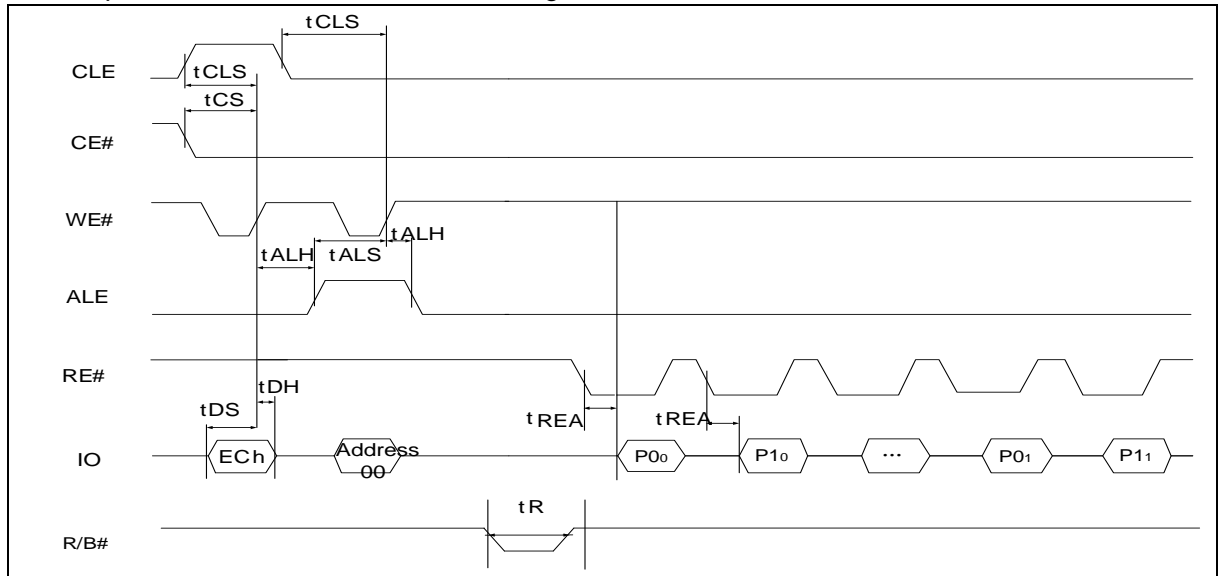 tCLS
CLE
tCLS
tCS
CE#
WE#
tALH
tALH tALS
ALE
RE#
tDH
tDS
tREA
tREA
IO
ECh
Address
00
P0₀
P1₀
...
P0₁
P1₁
tR
R/B#